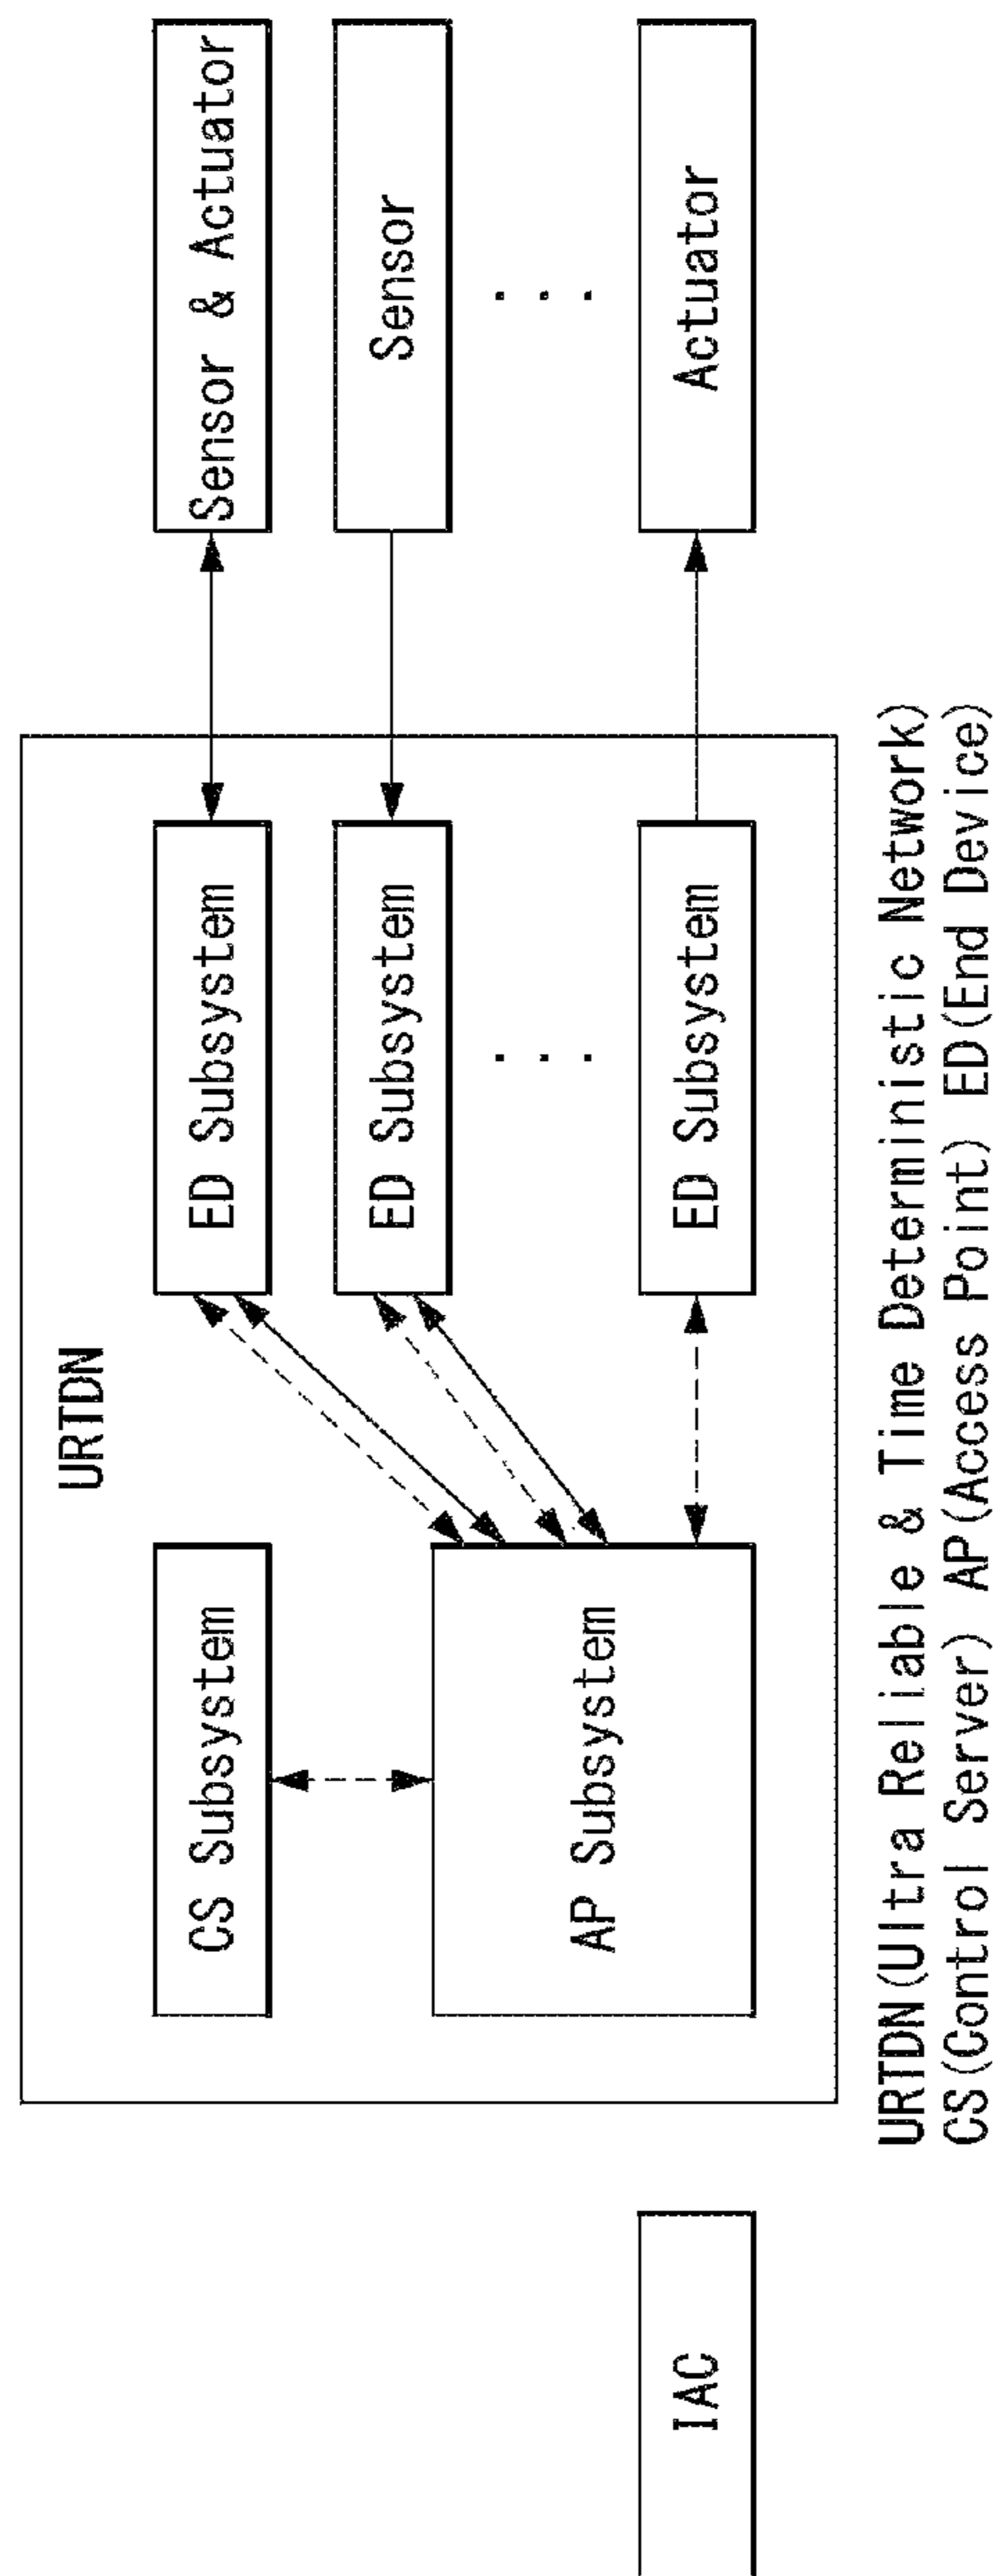 URTDN
CS Subsystem
ED Subsystem
Sensor & Actuator
ED Subsystem
Sensor
AP Subsystem
. . .
. . .
IAC
ED Subsystem
Actuator
URTDN(Ultra Reliable & Time Deterministic Network)
CS(Control Server) AP(Access Point) ED(End Device)